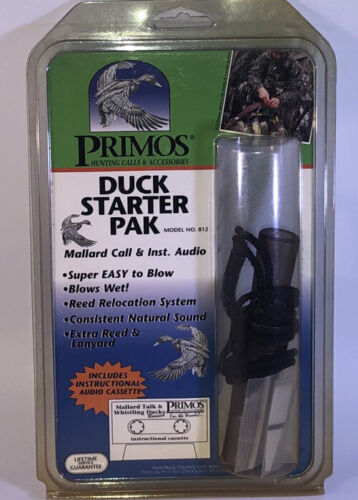 PRIMOS
HUNTING CALLS & ACCESSORIES
DUCK
STARTER
PAK
MODEL NO. 812
Mallard Call & Inst. Audio
•Super EASY to Blow
•Blows Wet!
•Reed Relocation System
•Consistent Natural Sound
•Extra Reed &
Lanyard
INCLUDES
INSTRUCTIONAL
AUDIO CASSETTE
Mallard Talk &
Whistling Ducks
PRIMOS
instructional cassette
LIFETIME
SERVICE
GUARANTEE